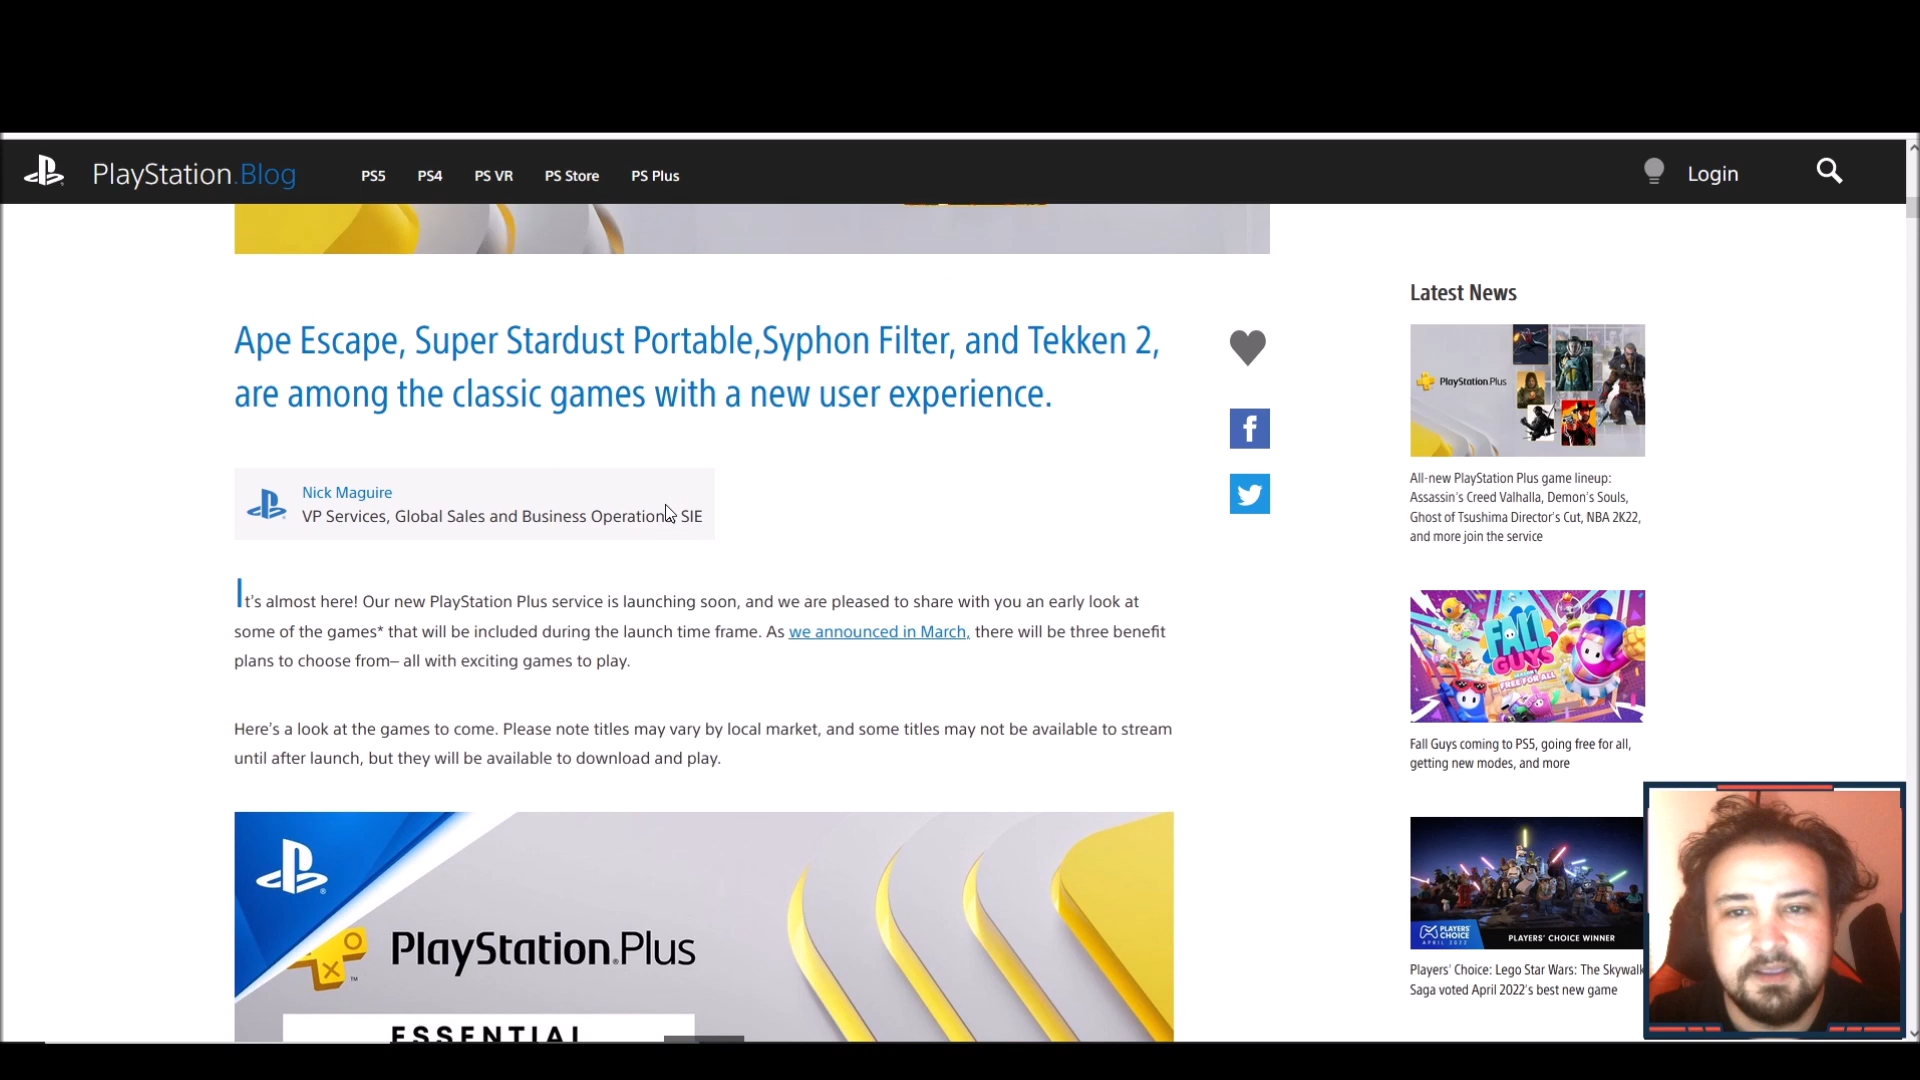 PlayStation.Blog
PS5
PS4
PS VR
PS Store
PS Plus
Login
Ape Escape, Super Stardust Portable,Syphon Filter, and Tekken 2,
are among the classic games with a new user experience.
Nick Maguire
VP Services, Global Sales and Business Operations, SIE
It's almost here! Our new PlayStation Plus service is launching soon, and we are pleased to share with you an early look at
some of the games* that will be included during the launch time frame. As we announced in March, there will be three benefit
plans to choose from– all with exciting games to play.
Here's a look at the games to come. Please note titles may vary by local market, and some titles may not be available to stream
until after launch, but they will be available to download and play.
PlayStation.Plus
ESSENTIAL
Latest News
PlayStation.Plus
All-new PlayStation Plus game lineup:
Assassin's Creed Valhalla, Demon's Souls,
Ghost of Tsushima Director's Cut, NBA 2K22,
and more join the service
FALL
GUYS
FREE FOR ALL
Fall Guys coming to PS5, going free for all,
getting new modes, and more
PLAYERS'
CHOICE
APRIL 2022
PLAYERS' CHOICE WINNER
Players' Choice: Lego Star Wars: The Skywalk
Saga voted April 2022's best new game